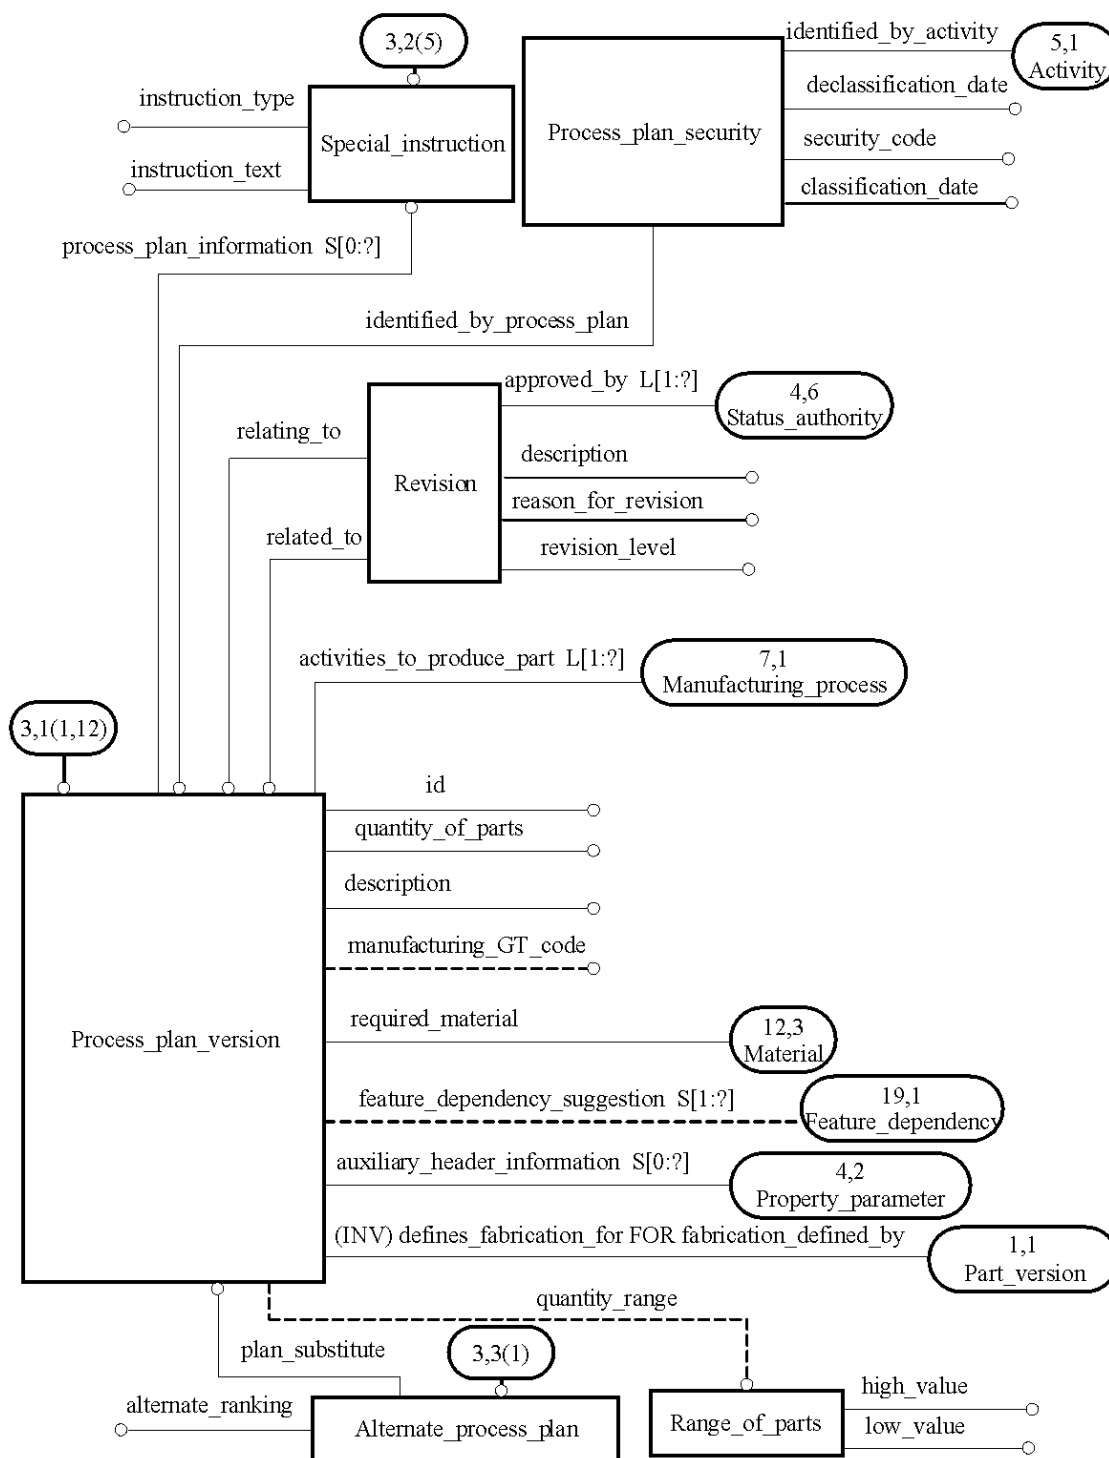 3,2(5)
identified_by_activity
5,1
Activity
instruction_type
declassification_date
Special_instruction
Process_plan_security
security_code
instruction_text
classification_date
process_plan_information S[0:?]
identified_by_process_plan
approved_by L[1:?]
4,6
Status_authority
relating_to
description
Revision
reason_for_revision
related_to
revision_level
activities_to_produce_part L[1:?]
7,1
Manufacturing_process
3,1(1,12)
id
quantity_of_parts
description
manufacturing_GT_code
Process_plan_version
required_material
12,3
Material
feature_dependency_suggestion S[1:?]
19,1
Feature_dependency
auxiliary_header_information S[0:?]
4,2
Property_parameter
(INV) defines_fabrication_for FOR fabrication_defined_by
1,1
Part_version
quantity_range
plan_substitute
3,3(1)
alternate_ranking
Alternate_process_plan
Range_of_parts
high_value
low_value